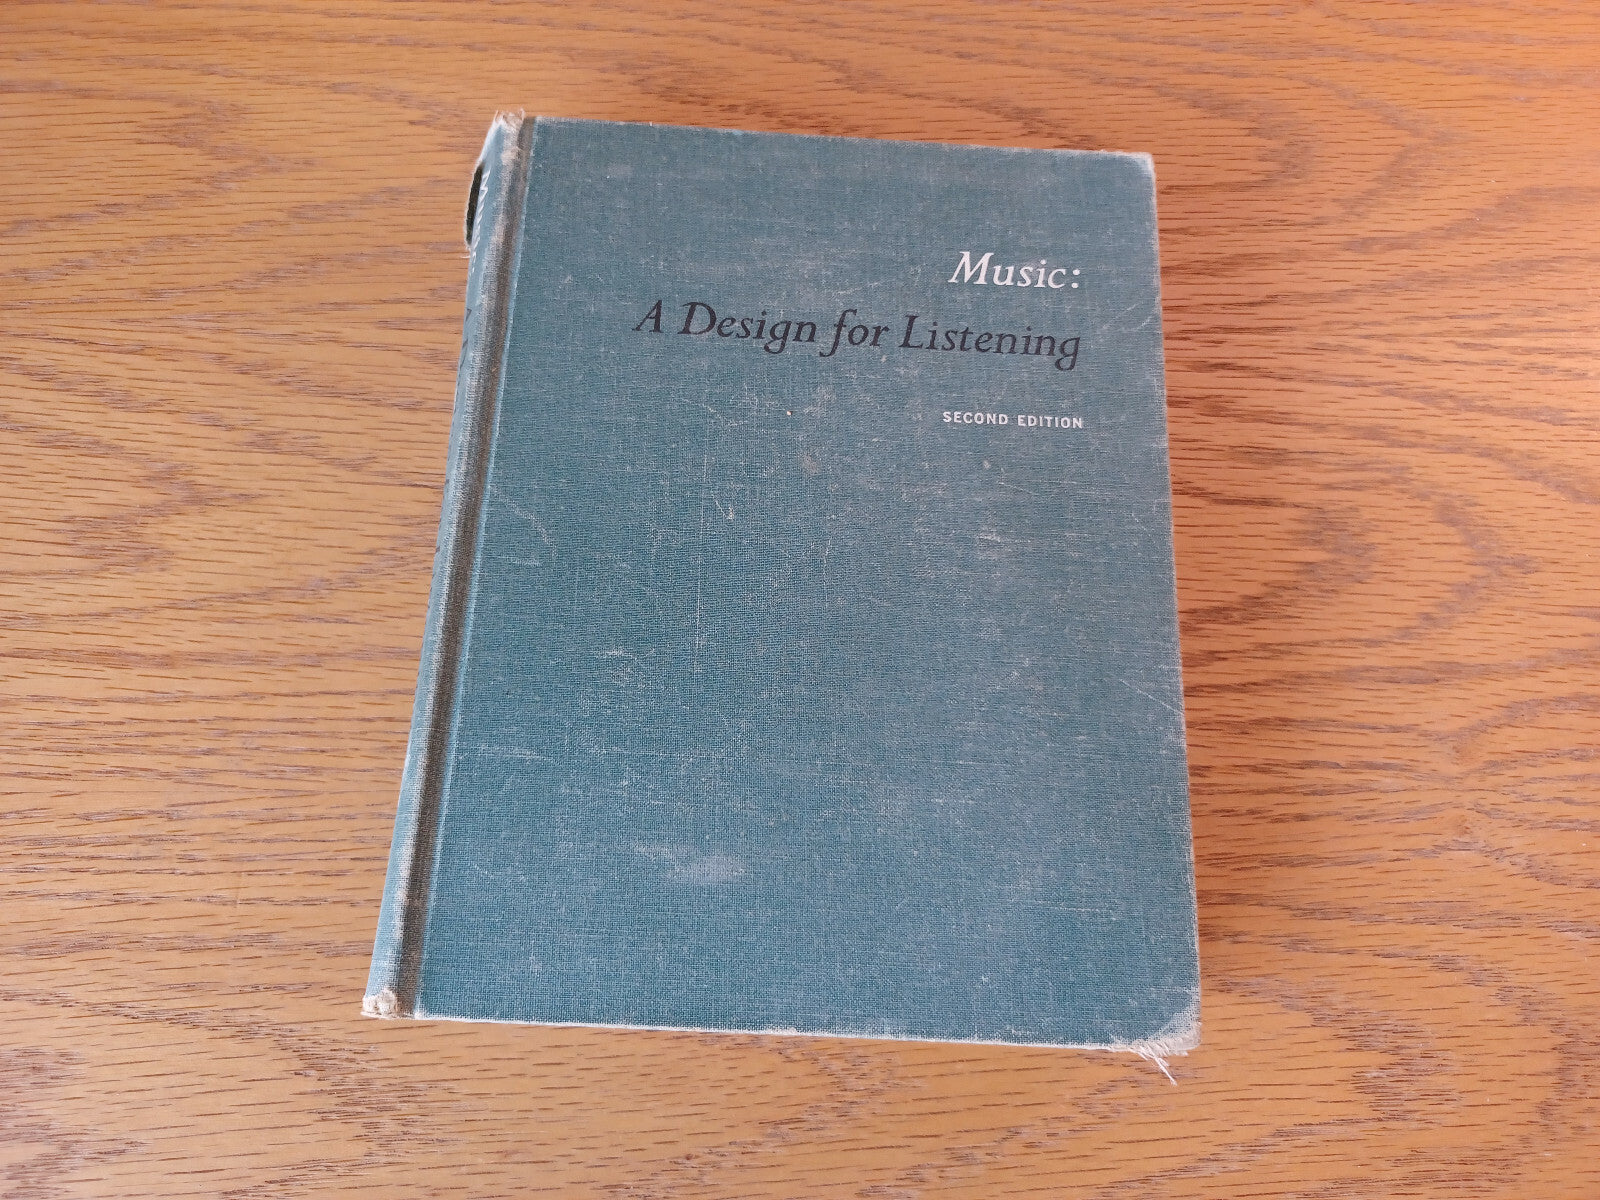 Music:
A Design for Listening
SECOND EDITION